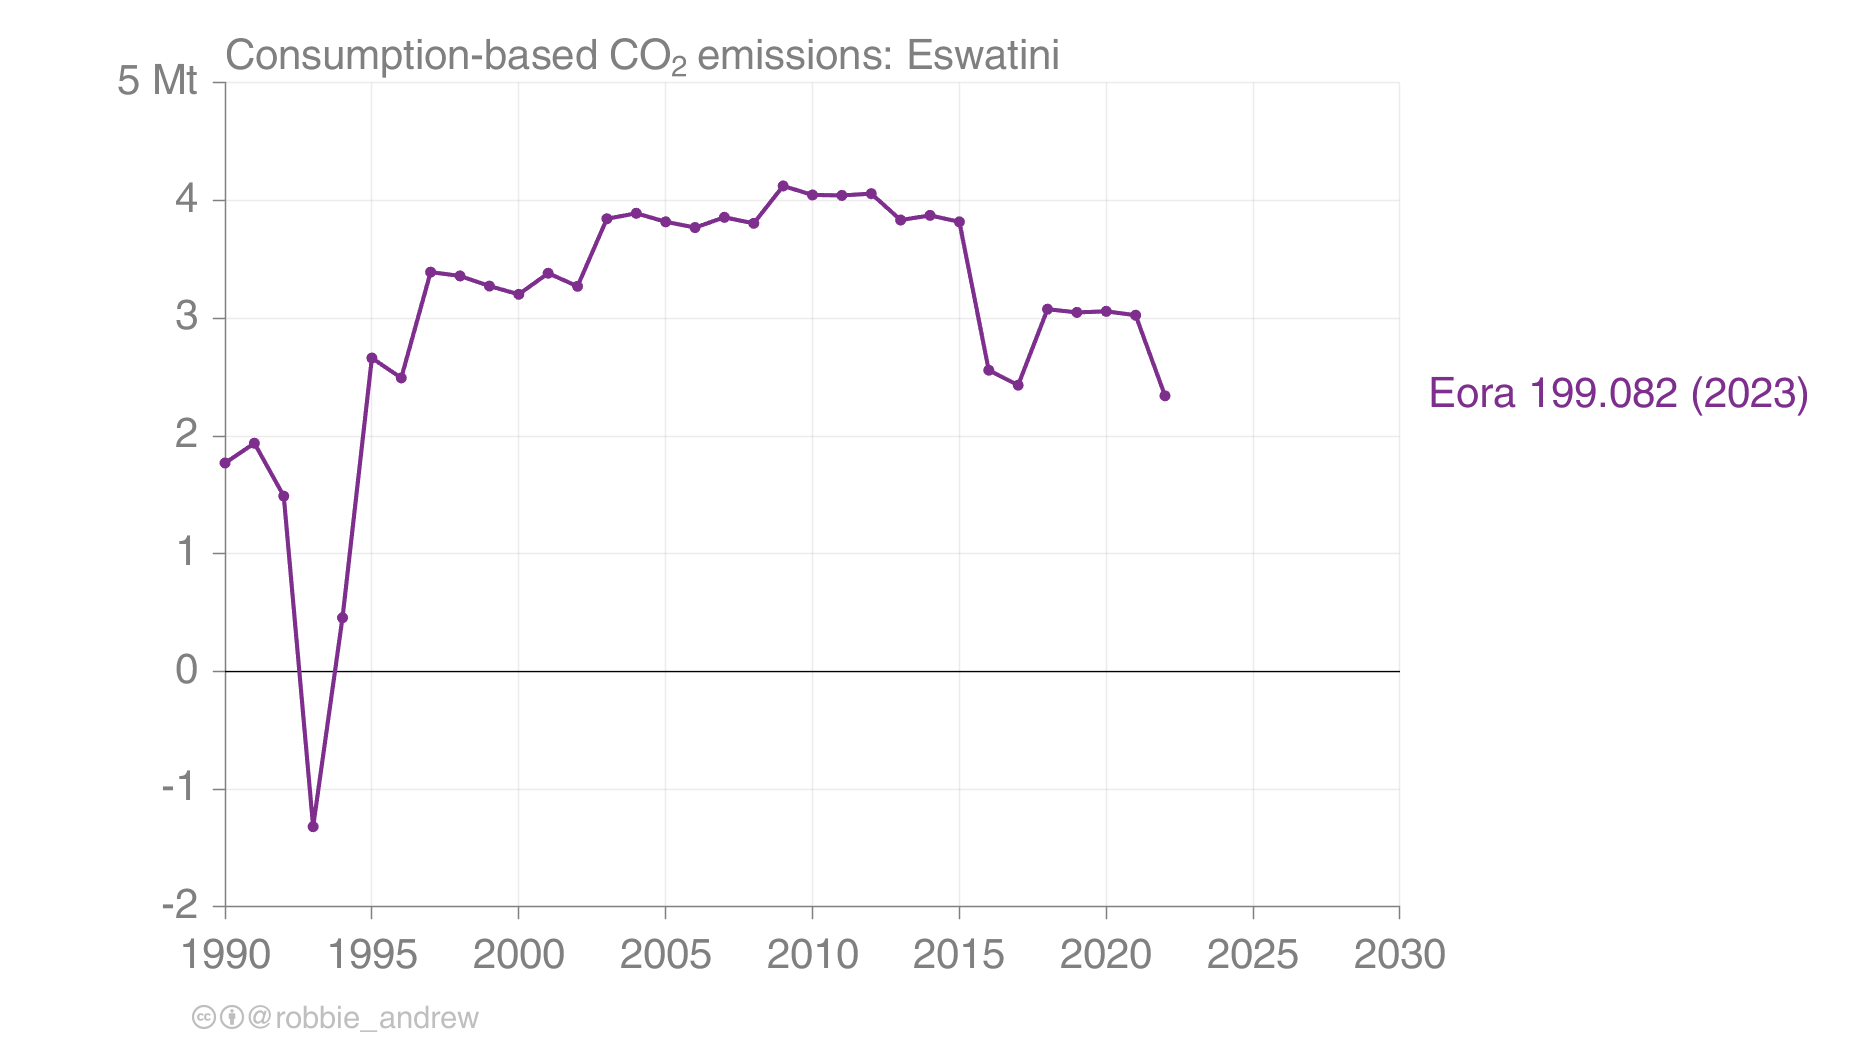 Consumption-based CO₂ emissions: Eswatini
5 Mt
4
3
2
1
0
-1
-2
1990 1995 2000 2005 2010 2015 2020 2025 2030
Eora 199.082 (2023)
cc @robbie_andrew